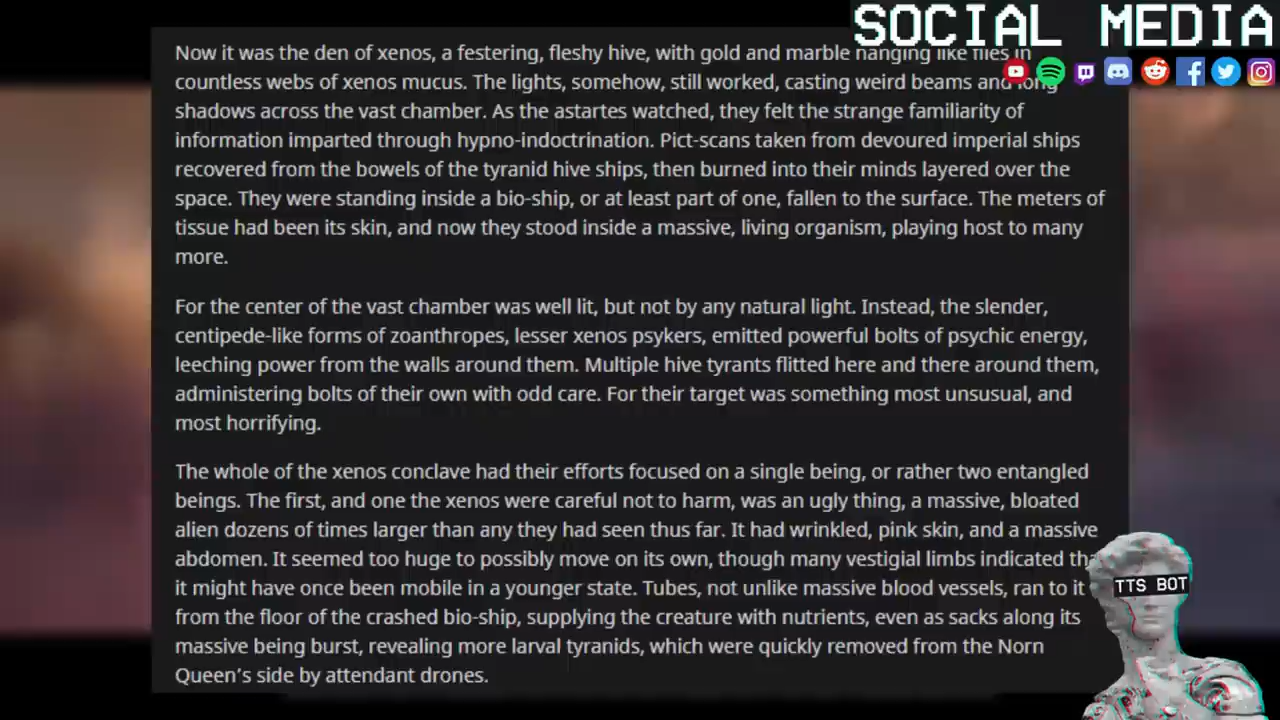 SOCIAL MEDIA
Now it was the den of xenos, a festering, fleshy hive, with gold and marble hanging like flies in
countless webs of xenos mucus. The lights, somehow, still worked, casting weird beams and long
shadows across the vast chamber. As the astartes watched, they felt the strange familiarity of
information imparted through hypno-indoctrination. Pict-scans taken from devoured imperial ships
recovered from the bowels of the tyranid hive ships, then burned into their minds layered over the
space. They were standing inside a bio-ship, or at least part of one, fallen to the surface. The meters of
tissue had been its skin, and now they stood inside a massive, living organism, playing host to many
more.
For the center of the vast chamber was well lit, but not by any natural light. Instead, the slender,
centipede-like forms of zoanthropes, lesser xenos psykers, emitted powerful bolts of psychic energy,
leeching power from the walls around them. Multiple hive tyrants flitted here and there around them,
administering bolts of their own with odd care. For their target was something most unsusual, and
most horrifying.
The whole of the xenos conclave had their efforts focused on a single being, or rather two entangled
beings. The first, and one the xenos were careful not to harm, was an ugly thing, a massive, bloated
alien dozens of times larger than any they had seen thus far. It had wrinkled, pink skin, and a massive
abdomen. It seemed too huge to possibly move on its own, though many vestigial limbs indicated tha
it might have once been mobile in a younger state. Tubes, not unlike massive blood vessels, ran to it
from the floor of the crashed bio-ship, supplying the creature with nutrients, even as sacks along its
massive being burst, revealing more larval tyranids, which were quickly removed from the Norn
Queen's side by attendant drones.
TTS BOT